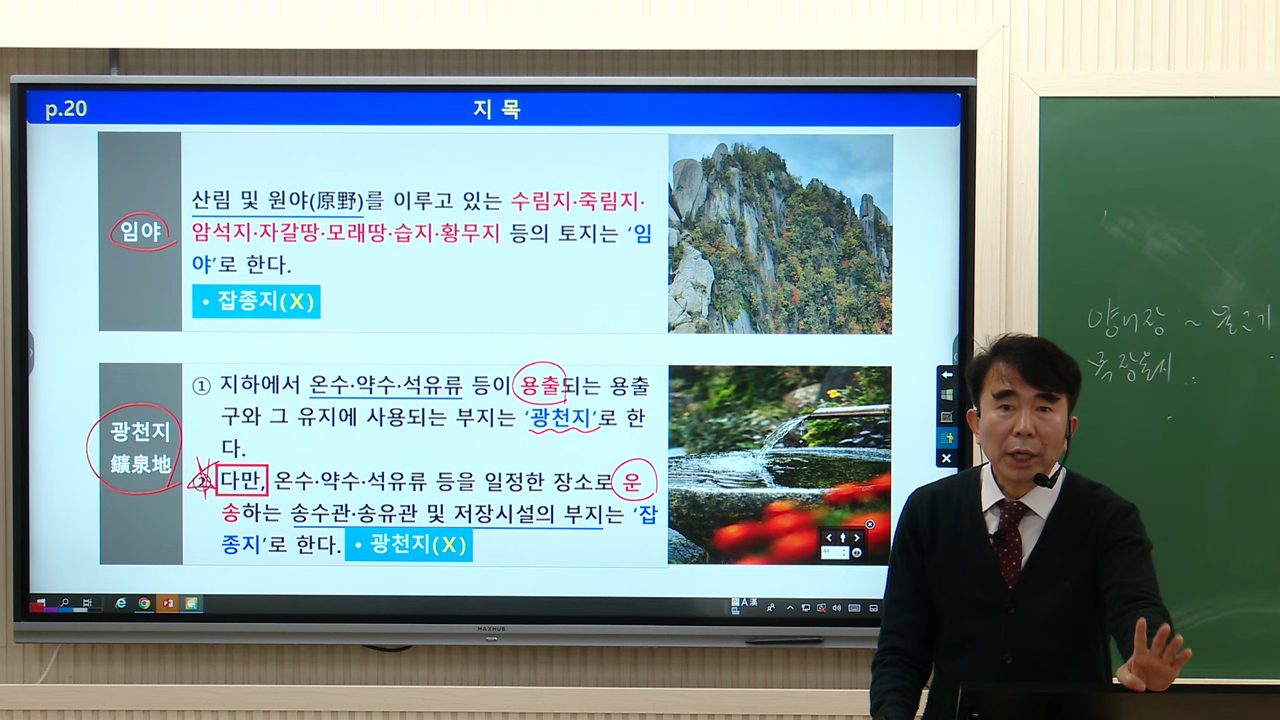 p.20
지 목
임야
산림 및 원야(原野)를 이루고 있는 수림지·죽림지·
암석지·자갈땅·모래땅·습지·황무지 등의 토지는 ‘임
야’로 한다.
• 잡종지(X)
광천지
鑛泉地
① 지하에서 온수·약수·석유류 등이 용출되는 용출
구와 그 유지에 사용되는 부지는 ‘광천지’로 한
다.
② 다만, 온수·약수·석유류 등을 일정한 장소로 운
송하는 송수관·송유관 및 저장시설의 부지는 ‘잡
종지’로 한다. • 광천지(X)
44
A 漢
MAXHUB